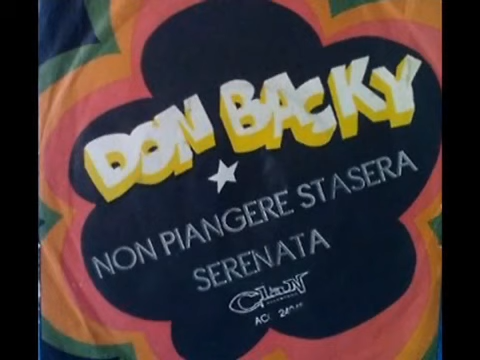 DON BACKY
NON PIANGERE STASERA
SERENATA
Clan